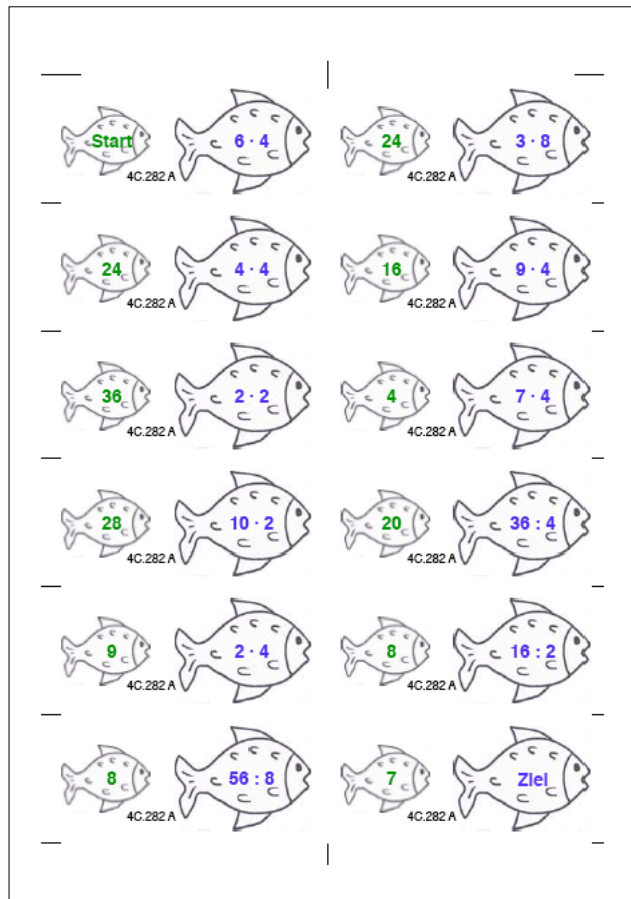 Start 6 · 4 24 3 · 8
4C.282 A 4C.282 A
24 4 · 4 16 9 · 4
4C.282 A 4C.282 A
36 2 · 2 4 7 · 4
4C.282 A 4C.282 A
28 10 · 2 20 36 : 4
4C.282 A 4C.282 A
9 2 · 4 8 16 : 2
4C.282 A 4C.282 A
8 56 : 8 7 Ziel
4C.282 A 4C.282 A